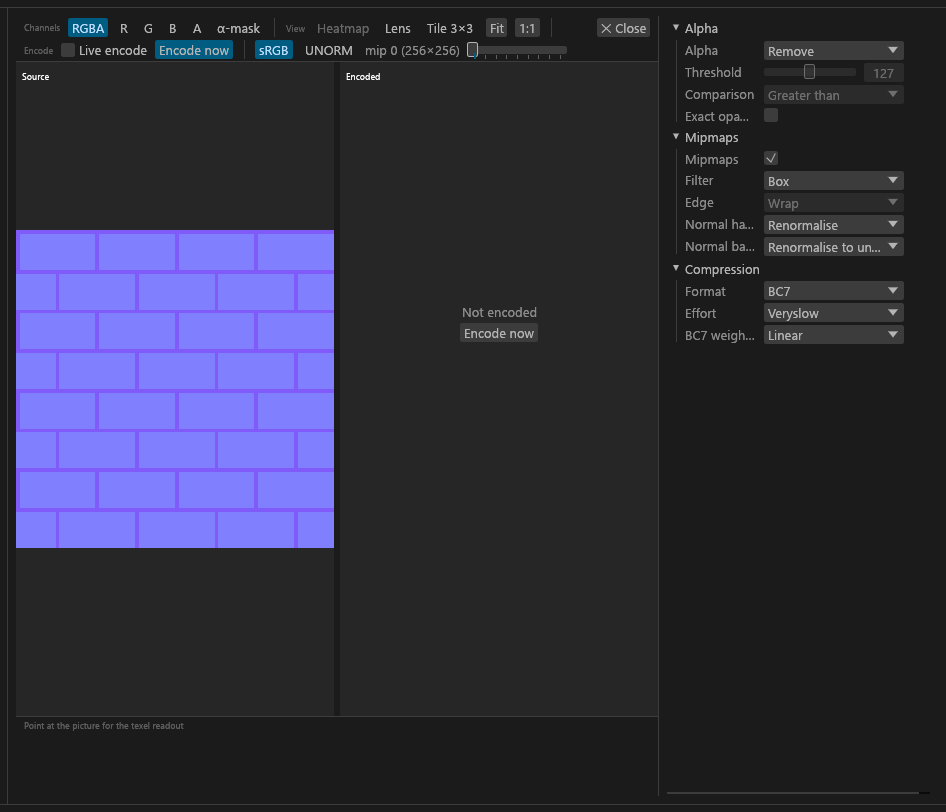 Channels RGBA R G B A α-mask View Heatmap Lens Tile 3×3 Fit 1:1 × Close
Encode Live encode Encode now sRGB UNORM mip 0 (256×256)
Source
Encoded
Not encoded
Encode now
Point at the picture for the texel readout
Alpha
Alpha Remove
Threshold 127
Comparison Greater than
Exact opa...
Mipmaps
Mipmaps
Filter Box
Edge Wrap
Normal ha... Renormalise
Normal ba... Renormalise to un...
Compression
Format BC7
Effort Veryslow
BC7 weigh... Linear